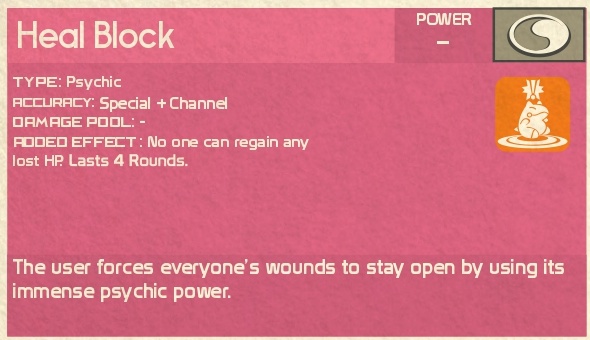 Heal Block
POWER
–
TYPE: Psychic
ACCURACY: Special + Channel
DAMAGE POOL: -
ADDED EFFECT: No one can regain any
lost HP. Lasts 4 Rounds.
The user forces everyone's wounds to stay open by using its
immense psychic power.